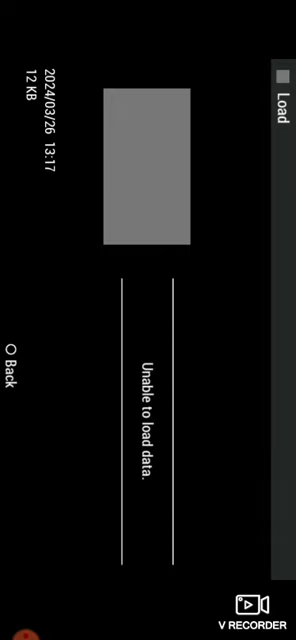 Load
Unable to load data.
2024/03/26 13:17
12 KB
Back
V RECORDER